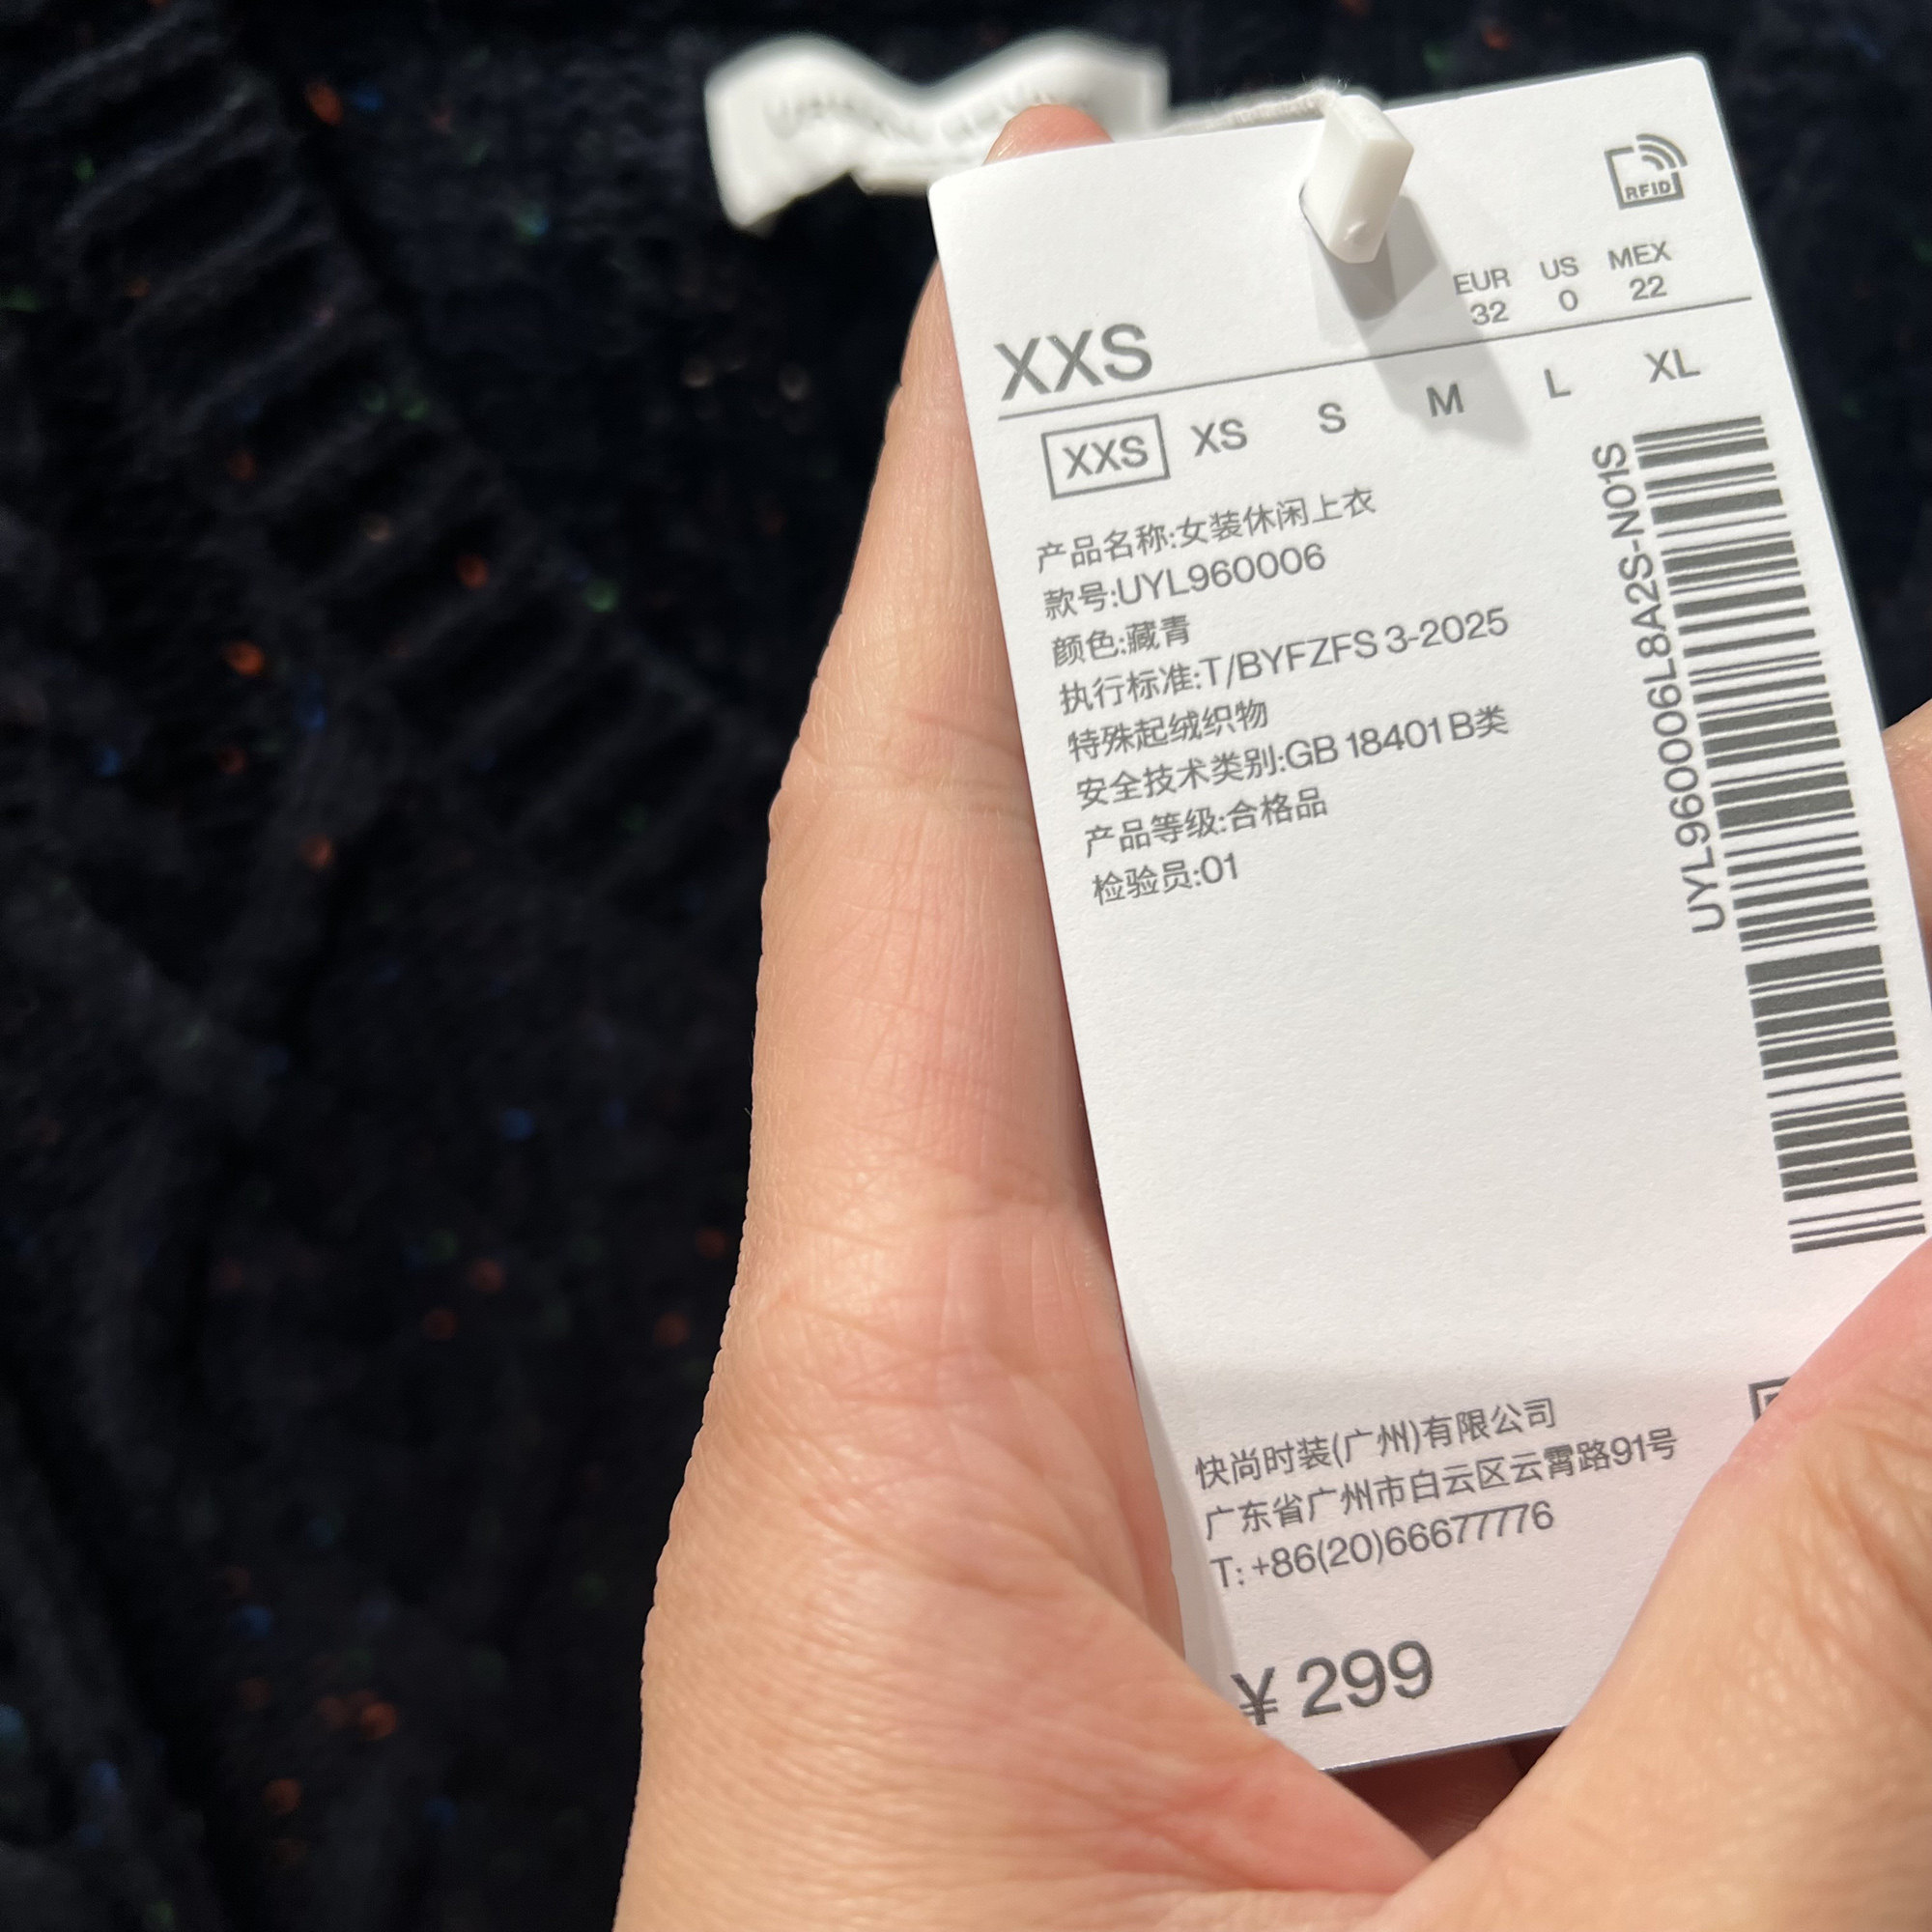 RFID
EUR US MEX
32 0 22
XXS
XXS XS S M L XL
产品名称:女装休闲上衣
款号:UYL960006
颜色:藏青
执行标准:T/BYFZFS 3-2025
特殊起绒织物
安全技术类别:GB 18401 B类
产品等级:合格品
检验员:01
UYL960006L8A2S-N01S
快尚时装(广州)有限公司
广东省广州市白云区云霄路91号
T: +86(20)66677776
¥ 299